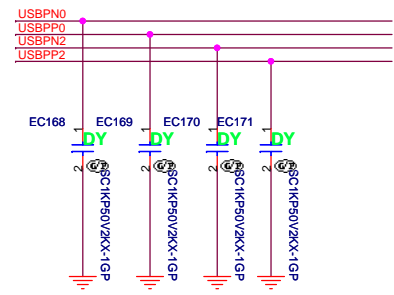 USBPN0
USBPP0
USBPN2
USBPP2
EC168 EC169 EC170 EC171
1 1 1 1
DY DY DY DY
2 2 2 2
SC1KP50V2KX-1GP SC1KP50V2KX-1GP SC1KP50V2KX-1GP SC1KP50V2KX-1GP